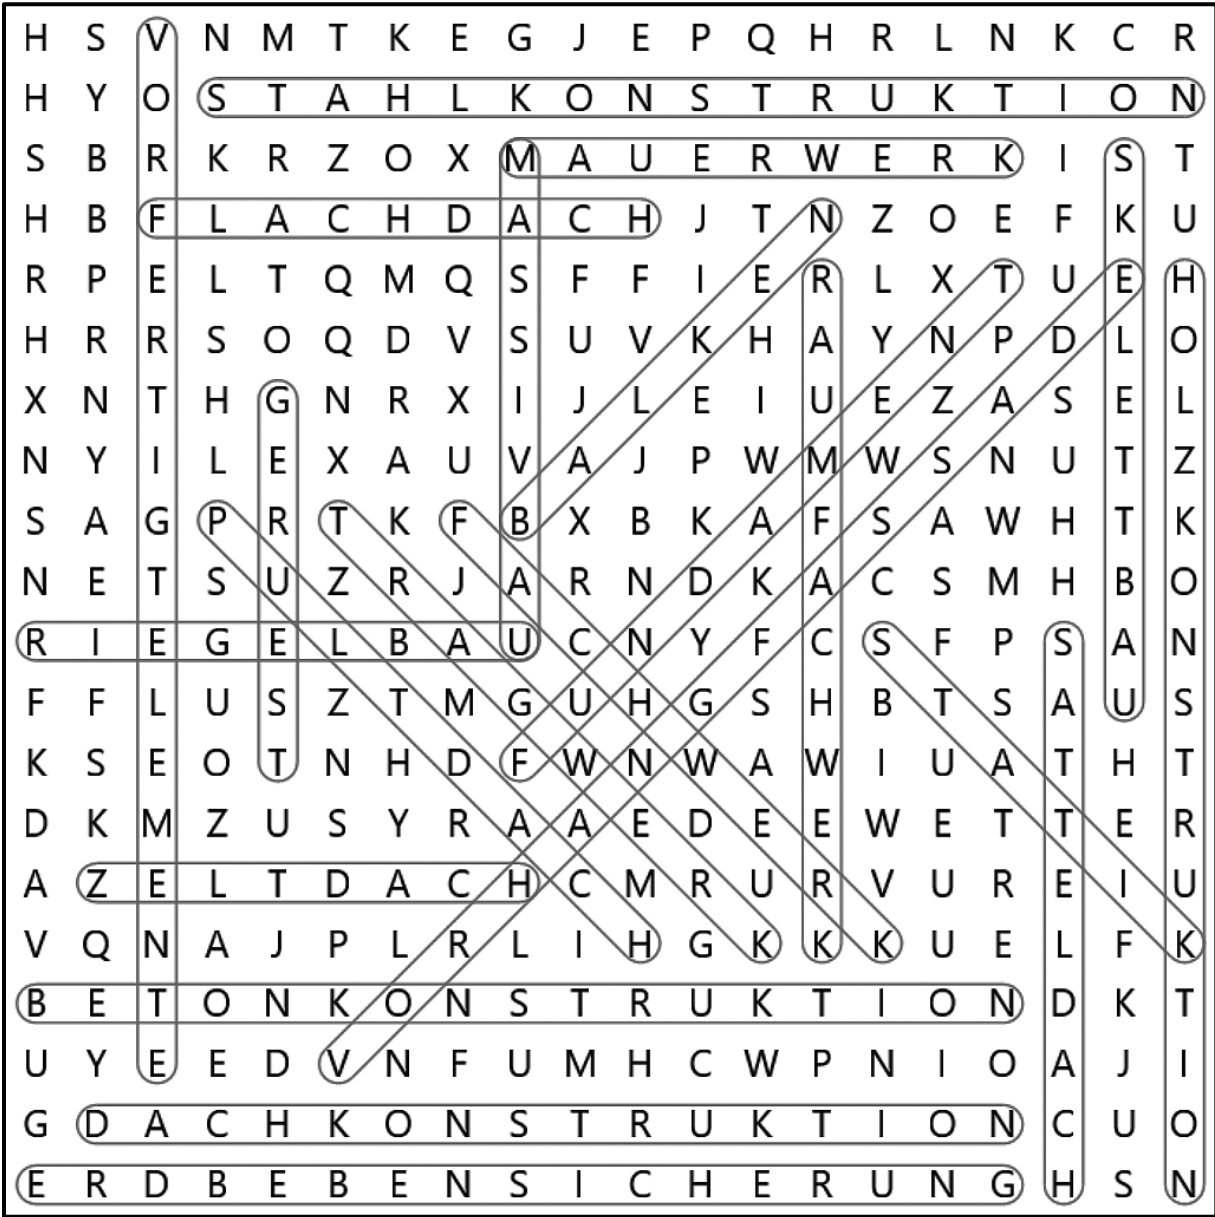 H S V N M T K E G J E P Q H R L N K C R
H Y O S T A H L K O N S T R U K T I O N
S B R K R Z O X M A U E R W E R K I S T
H B F L A C H D A C H J T N Z O E F K U
R P E L T Q M Q S F F I E R L X T U E H
H R R S O Q D V S U V K H A Y N P D L O
X N T H G N R X I J L E I U E Z A S E L
N Y I L E X A U V A J P W M W S N U T Z
S A G P R T K F B X B K A F S A W H T K
N E T S U Z R J A R N D K A C S M H B O
R I E G E L B A U C N Y F C S F P S A N
F F L U S Z T M G U H G S H B T S A U S
K S E O T N H D F W N W A W I U A T H T
D K M Z U S Y R A A E D E E W E T T E R
A Z E L T D A C H C M R U R V U R E I U
V Q N A J P L R L I H G K K K U E L F K
B E T O N K O N S T R U K T I O N D K T
U Y E E D V N F U M H C W P N I O A J I
G D A C H K O N S T R U K T I O N C U O
E R D B E B E N S I C H E R U N G H S N